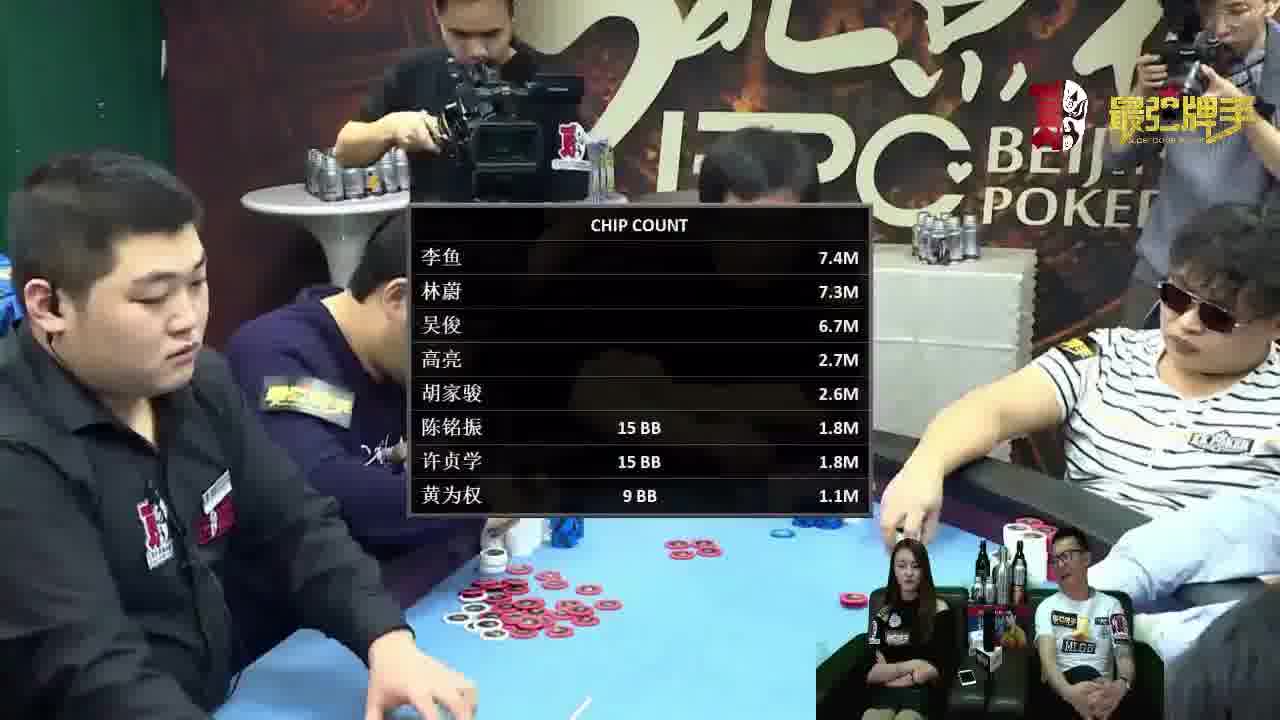 最强牌手
BEIJ
POKER
CHIP COUNT
李鱼 7.4M
林蔚 7.3M
吴俊 6.7M
高亮 2.7M
胡家骏 2.6M
陈铭振 15 BB 1.8M
许贞学 15 BB 1.8M
黄为权 9 BB 1.1M